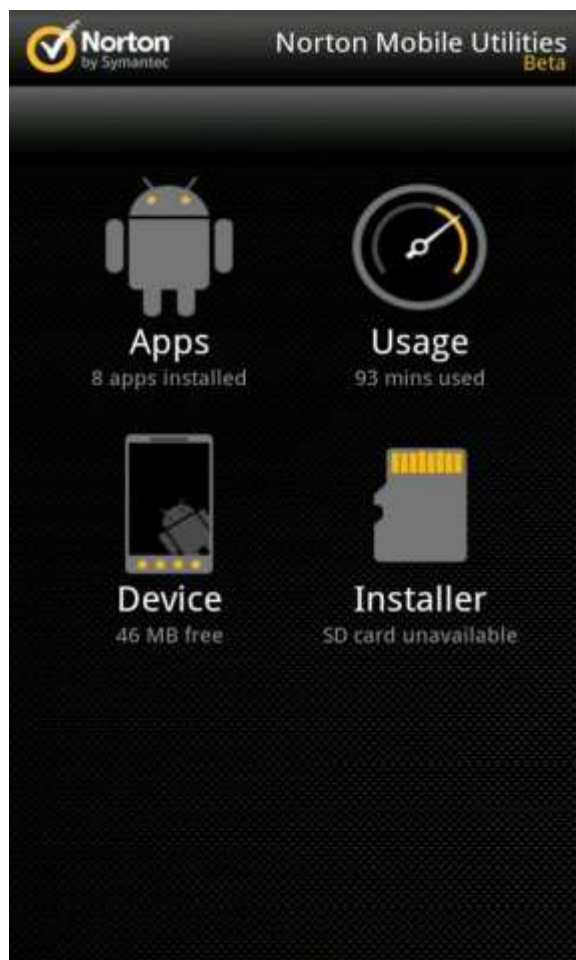 Norton
by Symantec
Norton Mobile Utilities
Beta
Apps
8 apps installed
Usage
93 mins used
Device
46 MB free
Installer
SD card unavailable